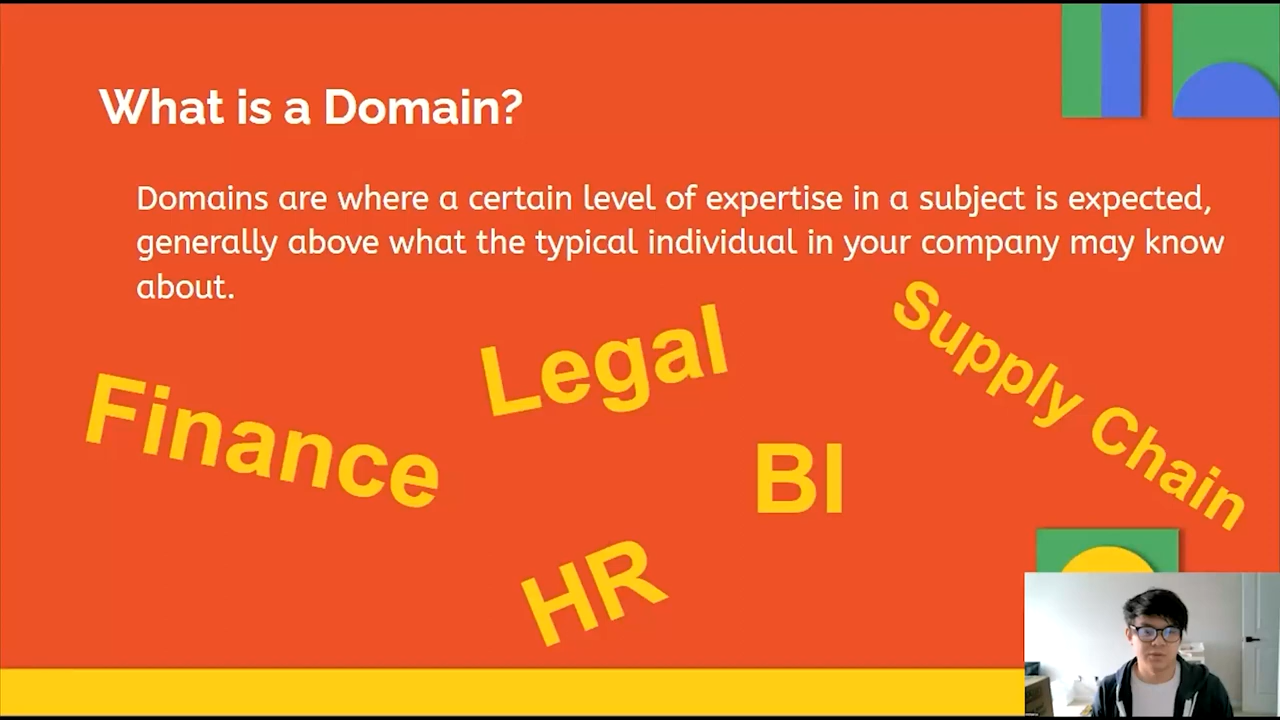 What is a Domain?
Domains are where a certain level of expertise in a subject is expected,
generally above what the typical individual in your company may know
about.
Finance
Legal
Supply Chain
BI
HR